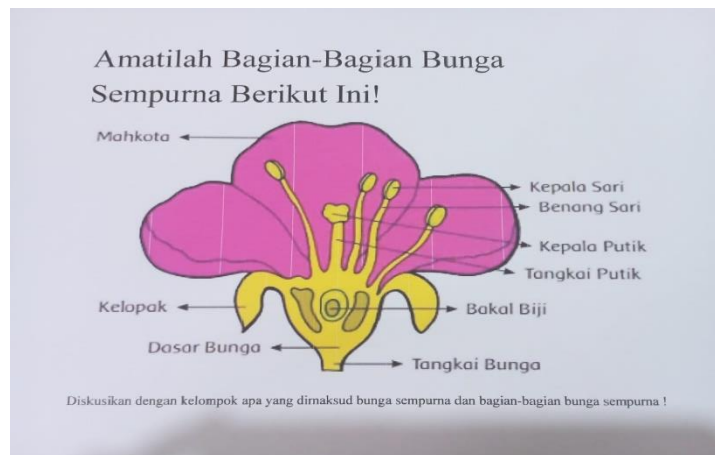 Amatilah Bagian-Bagian Bunga
Sempurna Berikut Ini!
Mahkota
Kepala Sari
Benang Sari
Kepala Putik
Tangkai Putik
Kelopak
Bakal Biji
Dasar Bunga
Tangkai Bunga
Diskusikan dengan kelompok apa yang dimaksud bunga sempurna dan bagian-bagian bunga sempurna !